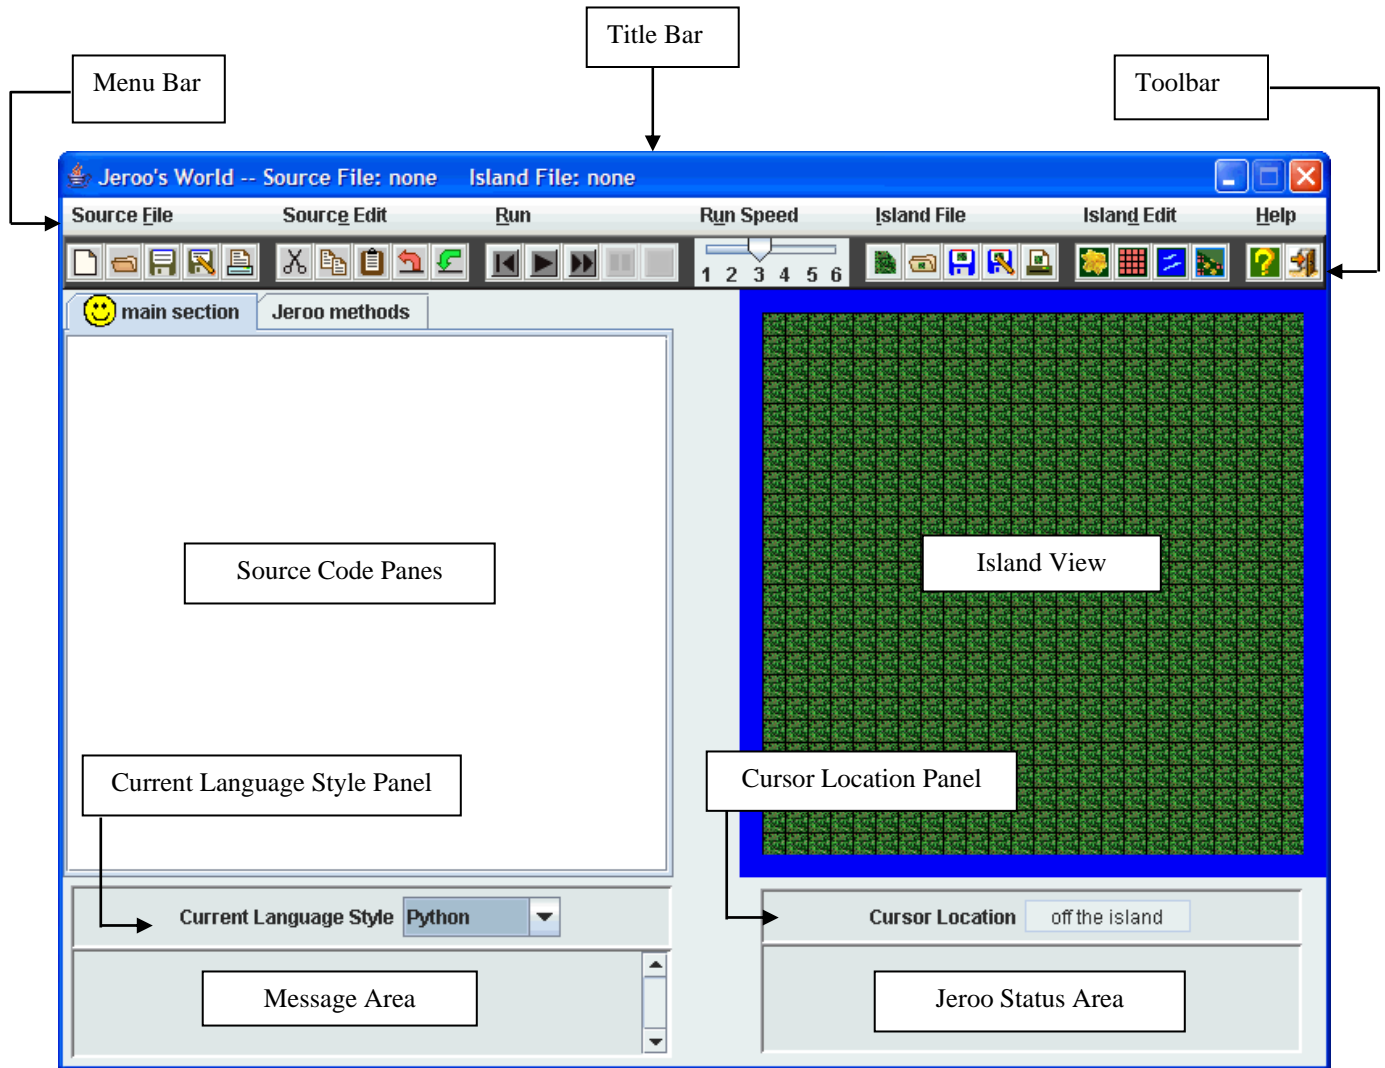 Title Bar
Menu Bar
Toolbar
Jeroo's World -- Source File: none Island File: none
Source File Source Edit Run Run Speed Island File Island Edit Help
1 2 3 4 5 6
main section Jeroo methods
Source Code Panes
Island View
Current Language Style Panel
Cursor Location Panel
Current Language Style Python
Cursor Location off the island
Message Area
Jeroo Status Area